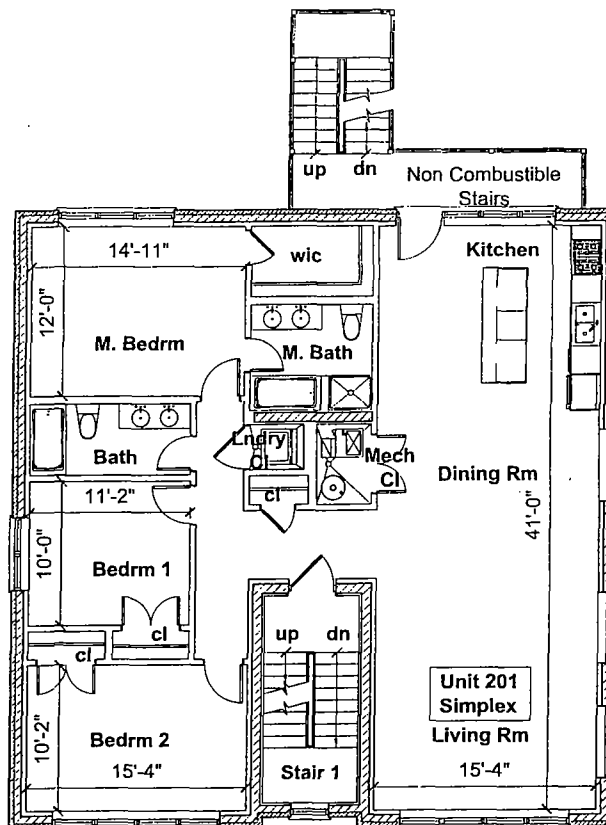 up
dn
Non Combustible
Stairs
Kitchen
14'-11"
wic
12'-0"
M. Bedrm
M. Bath
Lndry
Cl
Bath
Mech
Cl
Dining Rm
11'-2"
cl
41'-0"
10'-0"
Bedrm 1
cl
cl
up
dn
Unit 201
Simplex
10'-2"
Bedrm 2
Living Rm
15'-4"
Stair 1
15'-4"